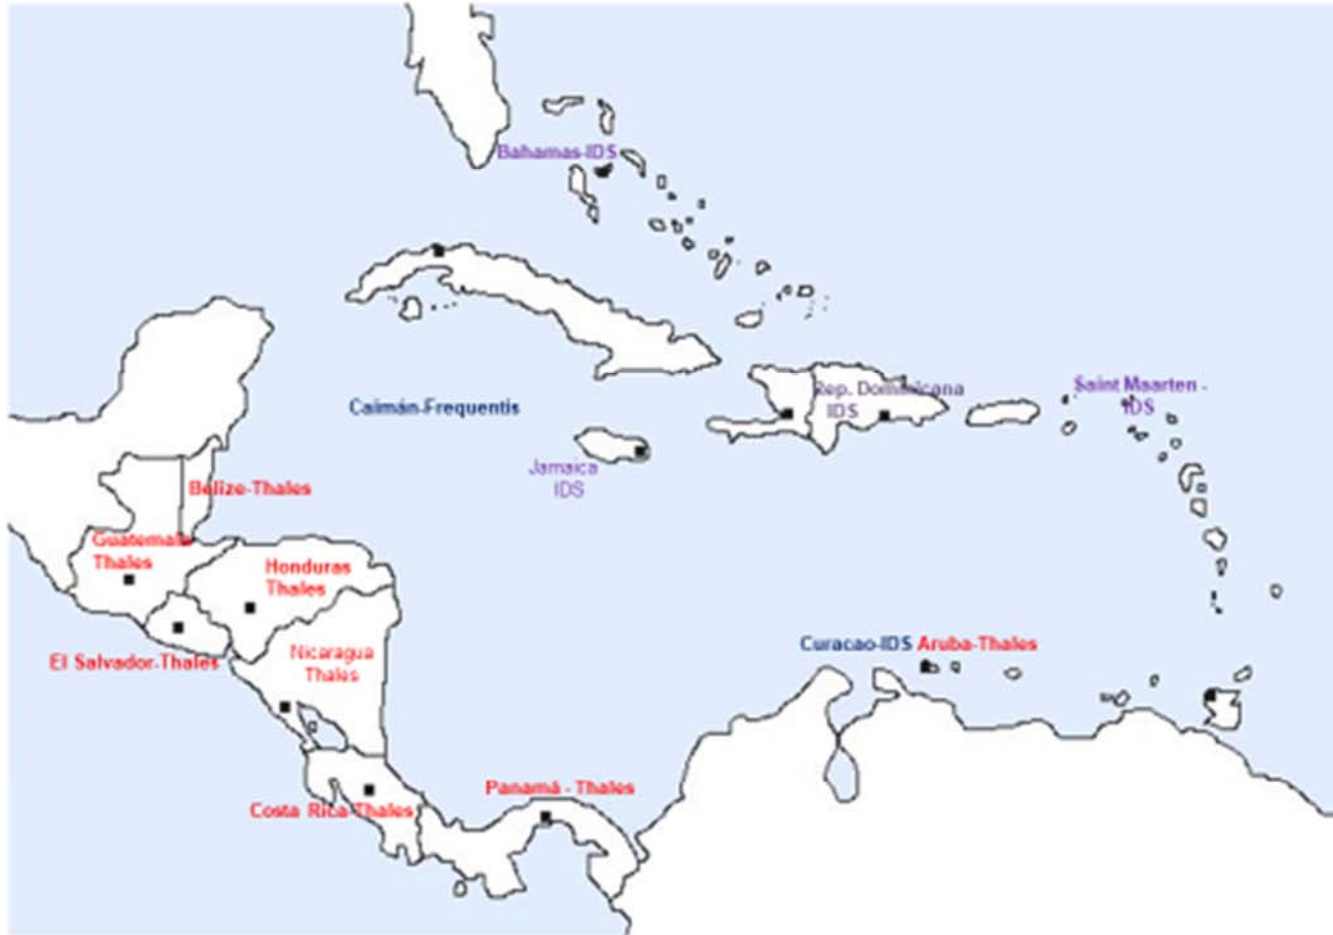 Bahamas-IDS
Rep. Dominicana
IDS
Saint Maarten -
IDS
Caimán-Frequentis
Jamaica
IDS
Belize-Thales
Guatemala
Thales
Honduras
Thales
El Salvador-Thales
Nicaragua
Thales
Curacao-IDS Aruba-Thales
Panamá - Thales
Costa Rica-Thales